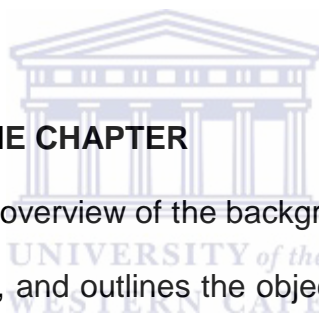 HE CHAPTER
overview of the backgr
UNIVERSITY of the
, and outlines the objec
WESTERN CAPE